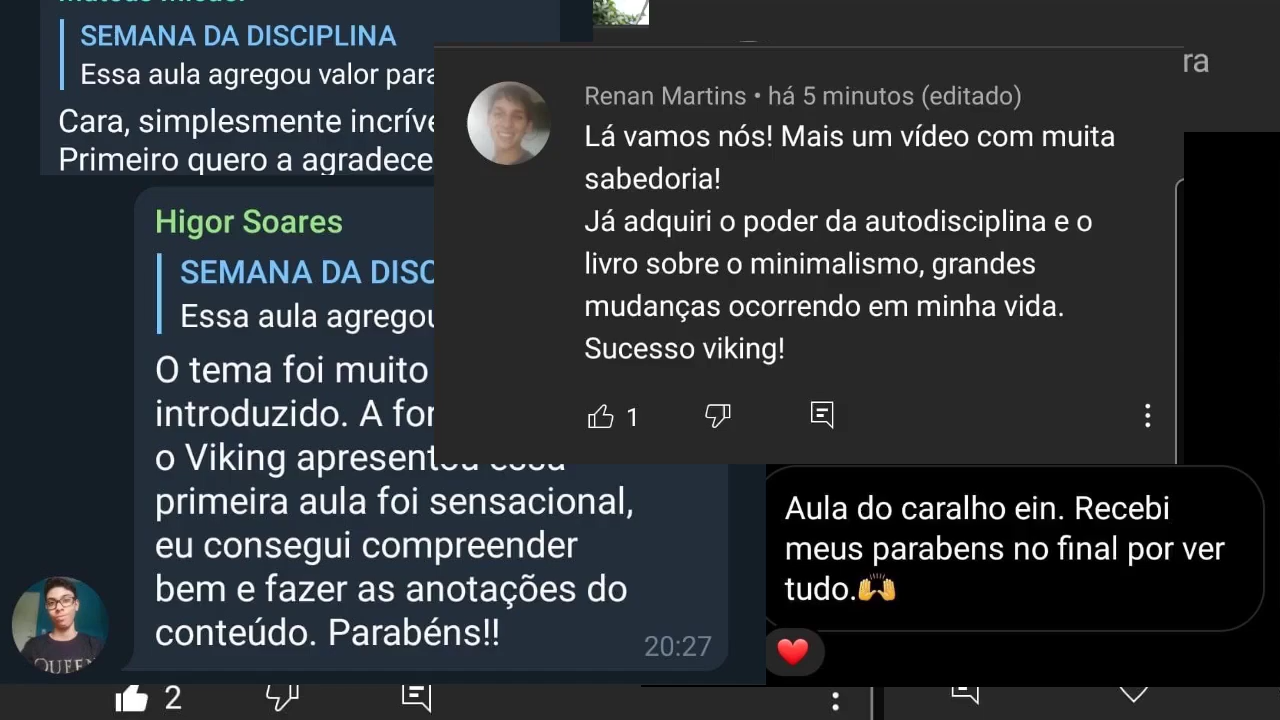 SEMANA DA DISCIPLINA
Essa aula agregou valor para
Cara, simplesmente incríve
Primeiro quero a agradece
ra
Renan Martins • há 5 minutos (editado)
Lá vamos nós! Mais um vídeo com muita
sabedoria!
Já adquiri o poder da autodisciplina e o
livro sobre o minimalismo, grandes
mudanças ocorrendo em minha vida.
Sucesso viking!
1
Higor Soares
SEMANA DA DISC
Essa aula agregou
O tema foi muito
introduzido. A for
o Viking apresentou essa
primeira aula foi sensacional,
eu consegui compreender
bem e fazer as anotações do
conteúdo. Parabéns!!
20:27
QUEEN
Aula do caralho ein. Recebi
meus parabens no final por ver
tudo.🙌
2